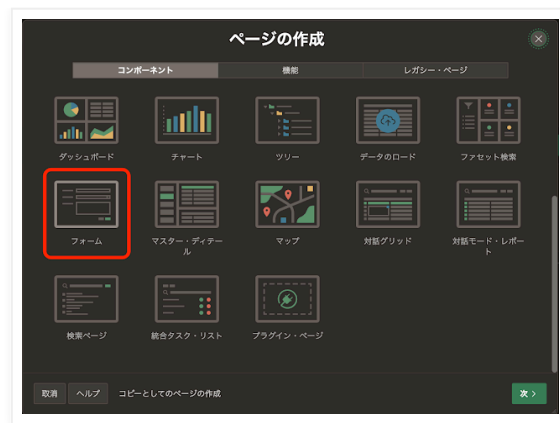 ページの作成
コンポーネント
機能
レガシー・ページ
ダッシュボード
チャート
ツリー
データのロード
ファセット検索
フォーム
マスター・ディテー
ル
マップ
対話グリッド
対話モード・レポー
ト
検索ページ
統合タスク・リスト
プラグイン・ページ
取消
ヘルプ
コピーとしてのページの作成
次 >